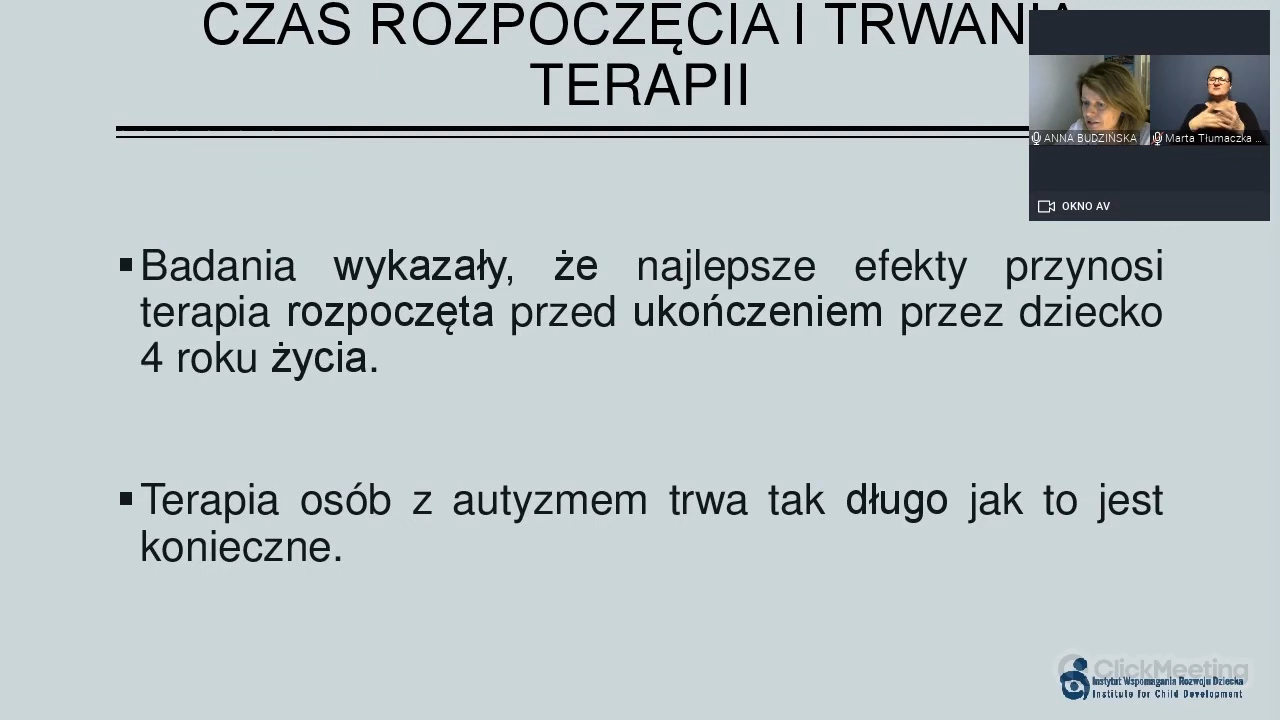 CZAS ROZPOCZĘCIA I TRWANIA
TERAPII
ANNA BUDZIŃSKA
Marta Tłumaczka ...
OKNO AV
▪Badania wykazały, że najlepsze efekty przynosi
terapia rozpoczęta przed ukończeniem przez dziecko
4 roku życia.
▪Terapia osób z autyzmem trwa tak długo jak to jest
konieczne.
ClickMeeting
Instytut Wspomagania Rozwoju Dziecka
Institute for Child Development